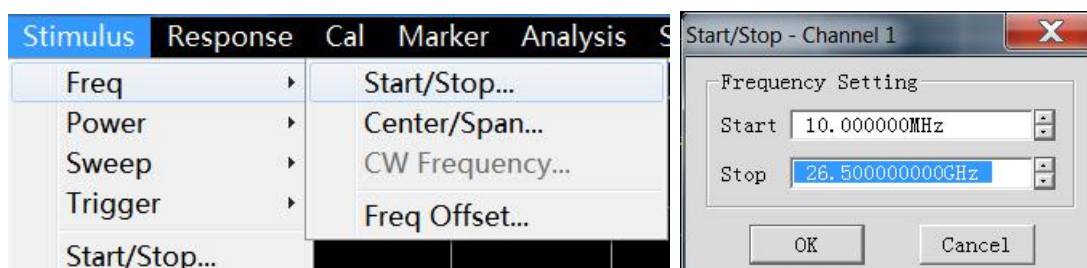 Stimulus Response Cal Marker Analysis S
Freq
Power
Sweep
Trigger
Start/Stop...
Start/Stop...
Center/Span...
CW Frequency...
Freq Offset...
Start/Stop - Channel 1
Frequency Setting
Start 10.000000MHz
Stop 26.500000000GHz
OK Cancel